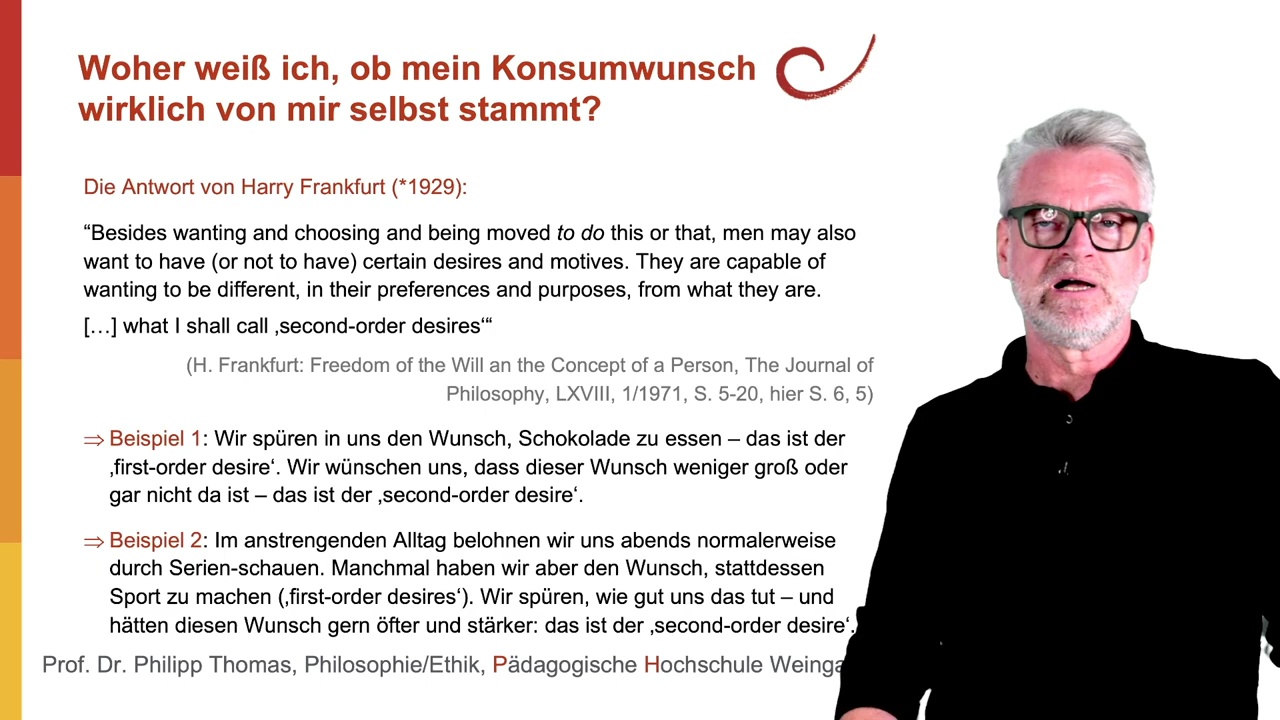 Woher weiß ich, ob mein Konsumwunsch
wirklich von mir selbst stammt?
Die Antwort von Harry Frankfurt (*1929):
“Besides wanting and choosing and being moved to do this or that, men may also
want to have (or not to have) certain desires and motives. They are capable of
wanting to be different, in their preferences and purposes, from what they are.
[…] what I shall call ‚second-order desires‘“
(H. Frankfurt: Freedom of the Will an the Concept of a Person, The Journal of
Philosophy, LXVIII, 1/1971, S. 5-20, hier S. 6, 5)
⇒ Beispiel 1: Wir spüren in uns den Wunsch, Schokolade zu essen – das ist der
‚first-order desire‘. Wir wünschen uns, dass dieser Wunsch weniger groß oder
gar nicht da ist – das ist der ‚second-order desire‘.
⇒ Beispiel 2: Im anstrengenden Alltag belohnen wir uns abends normalerweise
durch Serien-schauen. Manchmal haben wir aber den Wunsch, stattdessen
Sport zu machen (‚first-order desires‘). Wir spüren, wie gut uns das tut – und
hätten diesen Wunsch gern öfter und stärker: das ist der ‚second-order desire‘.
Prof. Dr. Philipp Thomas, Philosophie/Ethik, Pädagogische Hochschule Weinga